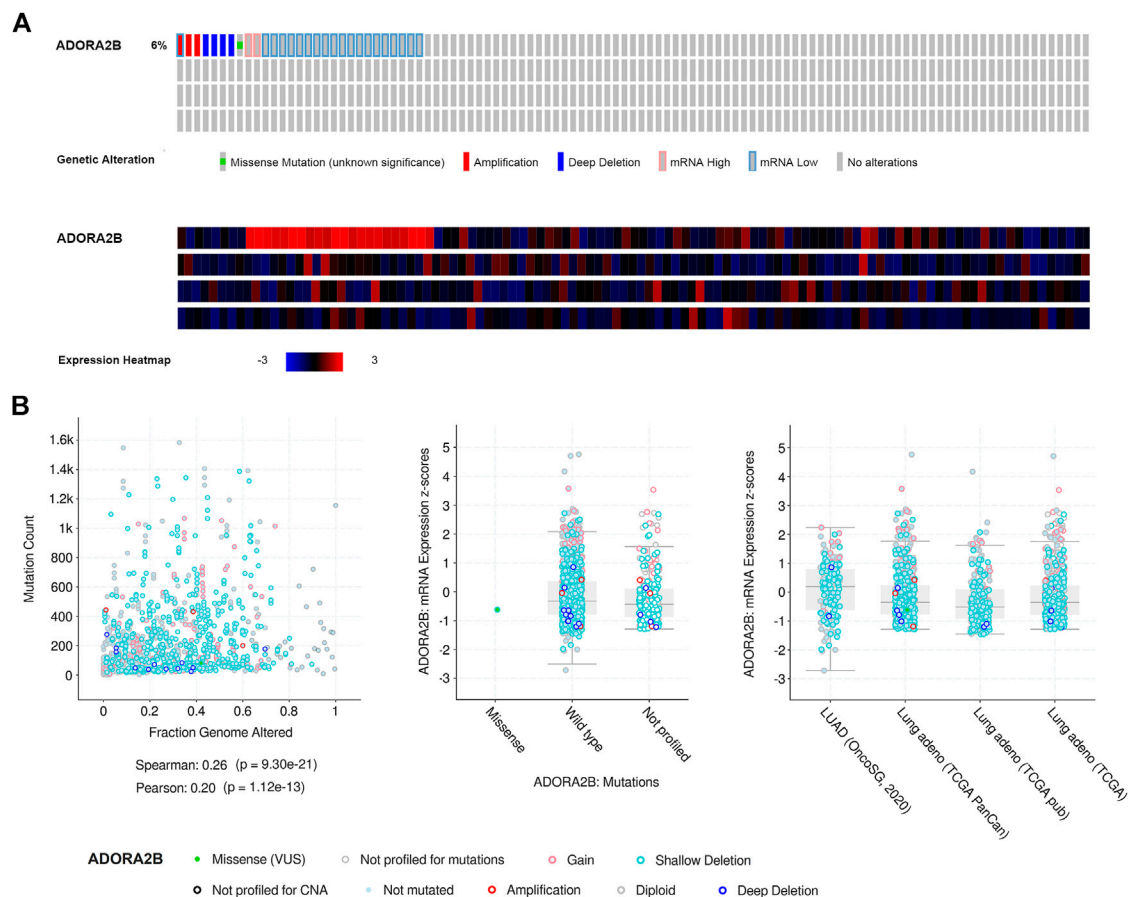 A
ADORA2B 6%
Genetic Alteration Missense Mutation (unknown significance) Amplification Deep Deletion mRNA High mRNA Low No alterations
ADORA2B
Expression Heatmap -3 3
B
Mutation Count
1.6k
1.4k
1.2k
1k
800
600
400
200
0
0 0.2 0.4 0.6 0.8 1
Fraction Genome Altered
Spearman: 0.26 (p = 9.30e-21)
Pearson: 0.20 (p = 1.12e-13)
ADORA2B: mRNA Expression z-scores
5
4
3
2
1
0
-1
-2
-3
Missense
Wild type
Not profiled
ADORA2B: Mutations
ADORA2B: mRNA Expression z-scores
5
4
3
2
1
0
-1
-2
-3
LUAD (OncoSG, 2020)
Lung adeno (TCGA PanCan)
Lung adeno (TCGA pub)
Lung adeno (TCGA)
ADORA2B Missense (VUS) Not profiled for mutations Gain Shallow Deletion
Not profiled for CNA Not mutated Amplification Diploid Deep Deletion